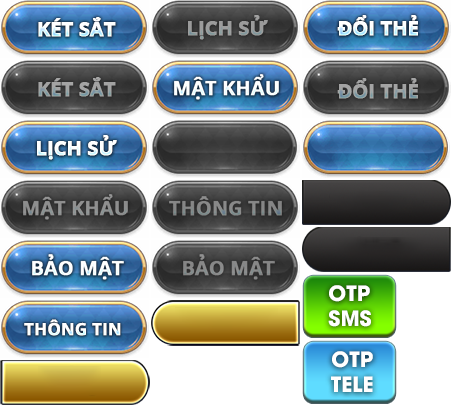 KÉT SẮT
LỊCH SỬ
ĐỔI THẺ
KÉT SẮT
MẬT KHẨU
ĐỔI THẺ
LỊCH SỬ
MẬT KHẨU
THÔNG TIN
BẢO MẬT
BẢO MẬT
THÔNG TIN
OTP
SMS
OTP
TELE